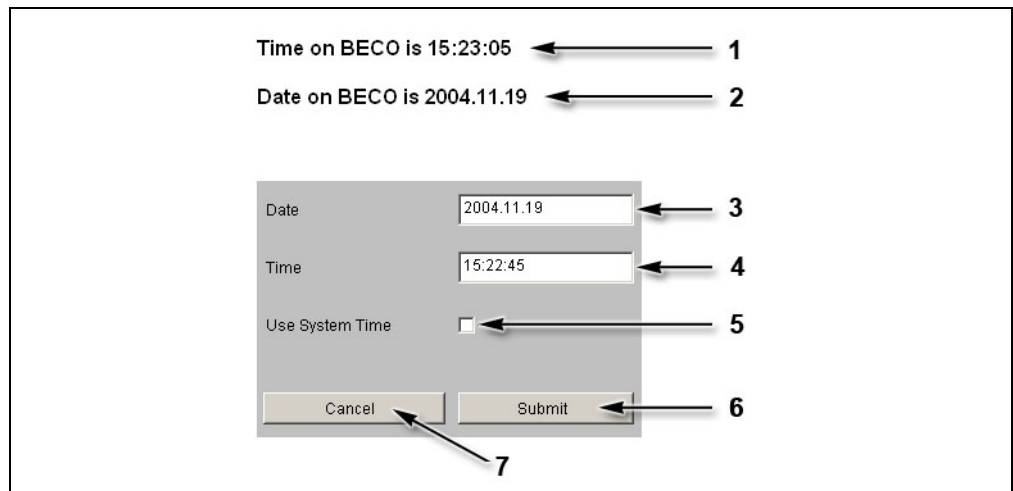 Time on BECO is 15:23:05 1
Date on BECO is 2004.11.19 2
Date 2004.11.19 3
Time 15:22:45 4
Use System Time 5
Cancel Submit 6
7